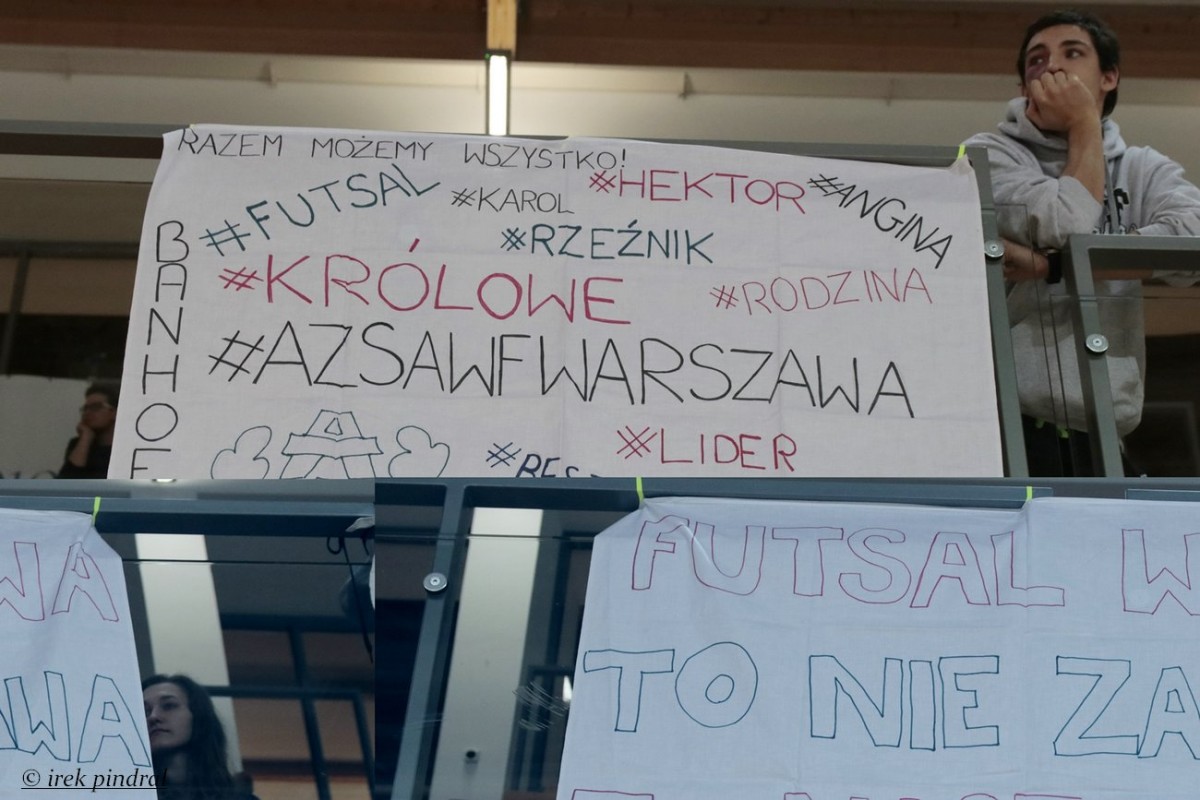 RAZEM MOŻEMY WSZYSTKO!
#FUTSAL #KAROL #HEKTOR #ANGINA
#RZEŹNIK
BANHOF
#KRÓLOWE #RODZINA
#AZSAWFWARSZAWA
#LIDER
WA
AWA
FUTSAL W
TO NIE ZA
© irek pindral